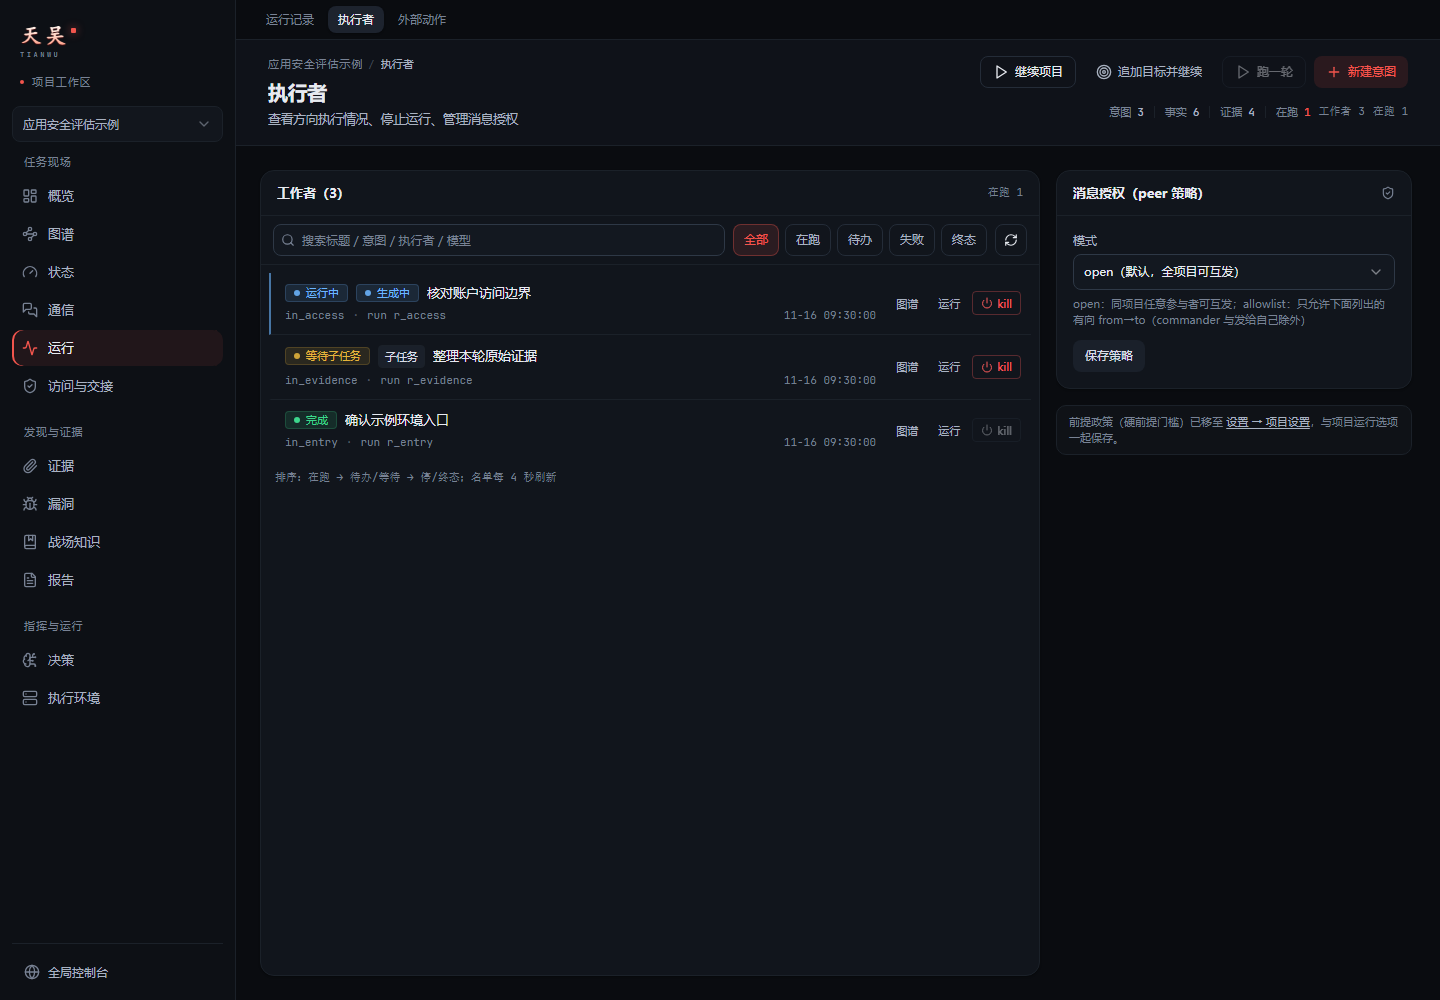 天吴
TIANWU
项目工作区
应用安全评估示例
任务现场
概览
图谱
状态
通信
运行
访问与交接
发现与证据
证据
漏洞
战场知识
报告
指挥与运行
决策
执行环境
全局控制台
运行记录 执行者 外部动作
应用安全评估示例 / 执行者
执行者
查看方向执行情况、停止运行、管理消息授权
继续项目 追加目标并继续 跑一轮 新建意图
意图 3 事实 6 证据 4 在跑 1 工作者 3 在跑 1
工作者（3） 在跑 1
搜索标题 / 意图 / 执行者 / 模型 全部 在跑 待办 失败 终态
运行中 生成中 核对账户访问边界
in_access · run r_access 11-16 09:30:00 图谱 运行 kill
等待子任务 子任务 整理本轮原始证据
in_evidence · run r_evidence 11-16 09:30:00 图谱 运行 kill
完成 确认示例环境入口
in_entry · run r_entry 11-16 09:30:00 图谱 运行 kill
排序：在跑 → 待办/等待 → 停/终态；名单每 4 秒刷新
消息授权（peer 策略）
模式
open（默认，全项目可互发）
open：同项目任意参与者可互发；allowlist：只允许下面列出的
有向 from→to（commander 与发给自己除外）
保存策略
前提政策（硬前提门槛）已移至 设置 → 项目设置，与项目运行选项
一起保存。